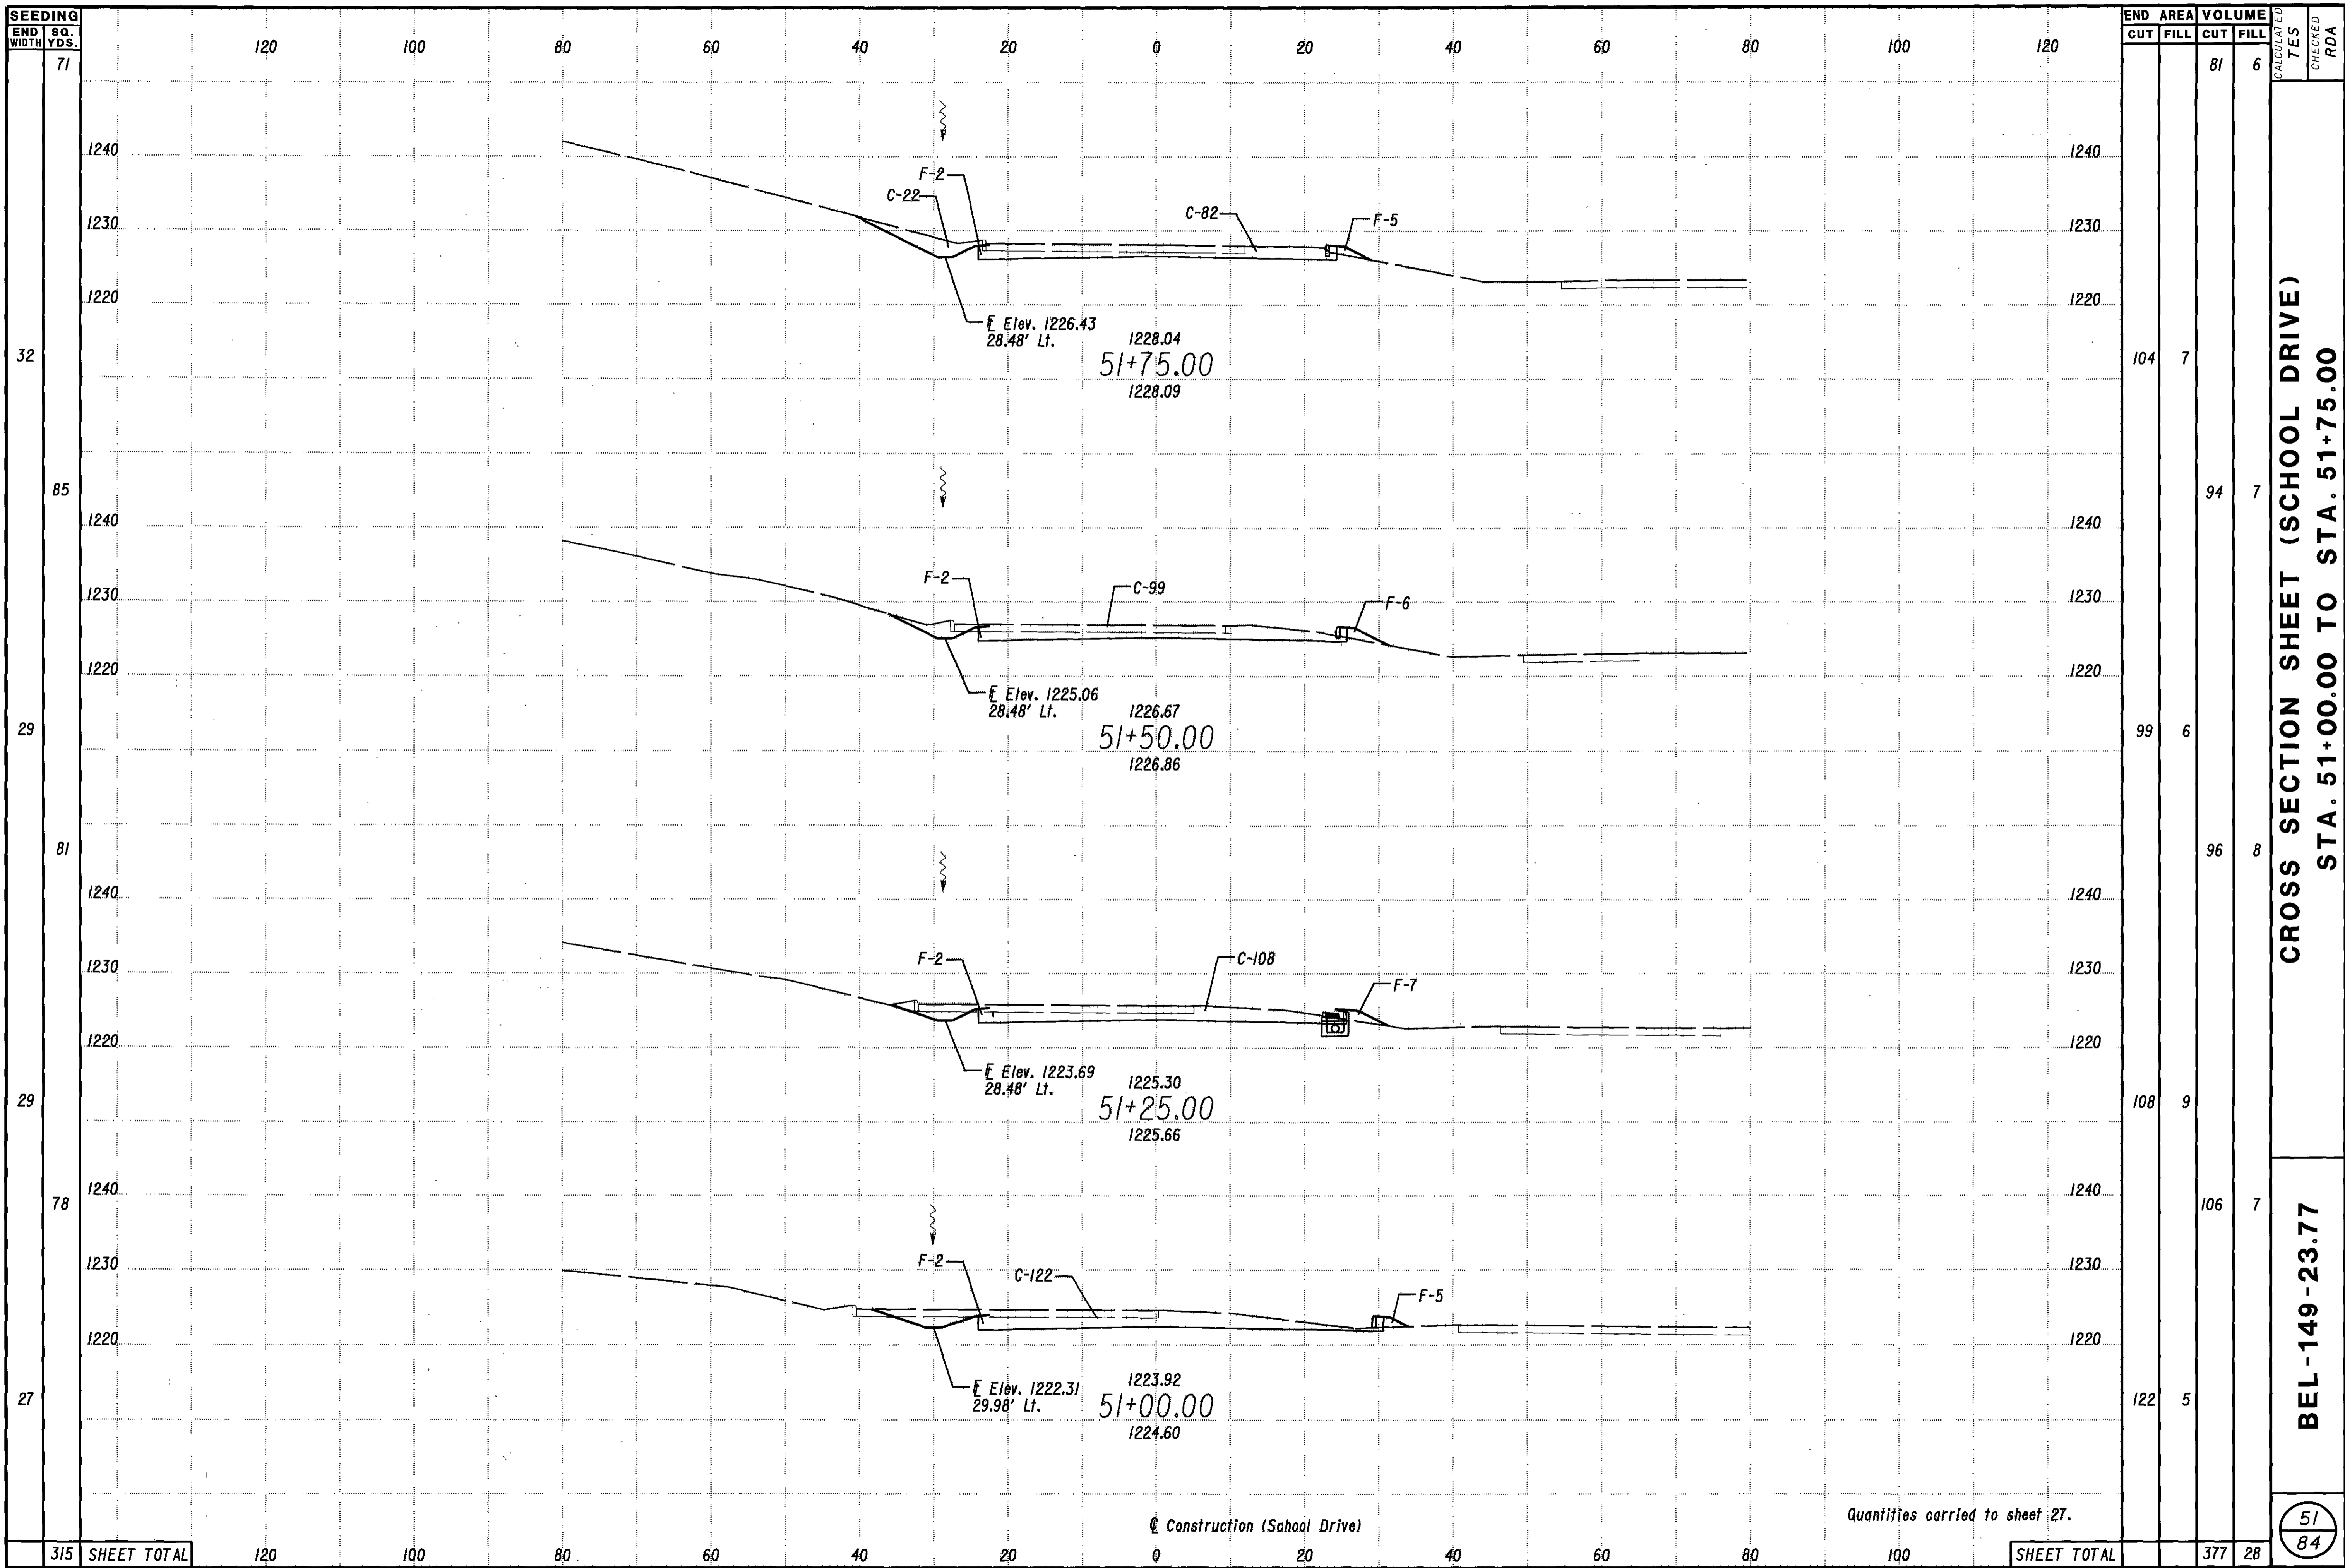 SEEDING
END WIDTH
SQ. YDS.
120 100 80 60 40 20 0 20 40 60 80 100 120
END AREA
VOLUME
CUT FILL CUT FILL
CALCULATED
TES
CHECKED
RDA
71
81 6
1240
1240
F-2
C-22
C-82
F-5
1230
1230
1220
1220
℄ Elev. 1226.43
28.48' Lt.
1228.04
51+75.00
1228.09
32
104 7
85
94 7
1240
1240
F-2
C-99
F-6
1230
1230
1220
1220
℄ Elev. 1225.06
28.48' Lt.
1226.67
51+50.00
1226.86
29
99 6
81
96 8
1240
1240
F-2
C-108
F-7
1230
1230
1220
1220
℄ Elev. 1223.69
28.48' Lt.
1225.30
51+25.00
1225.66
29
108 9
78
106 7
1240
1240
F-2
C-122
F-5
1230
1230
1220
1220
℄ Elev. 1222.31
29.98' Lt.
1223.92
51+00.00
1224.60
27
122 5
℄ Construction (School Drive)
Quantities carried to sheet 27.
315 SHEET TOTAL
120 100 80 60 40 20 0 20 40 60 80 100
SHEET TOTAL 377 28
CROSS SECTION SHEET (SCHOOL DRIVE)
STA. 51+00.00 TO STA. 51+75.00
BEL-149-23.77
51
84